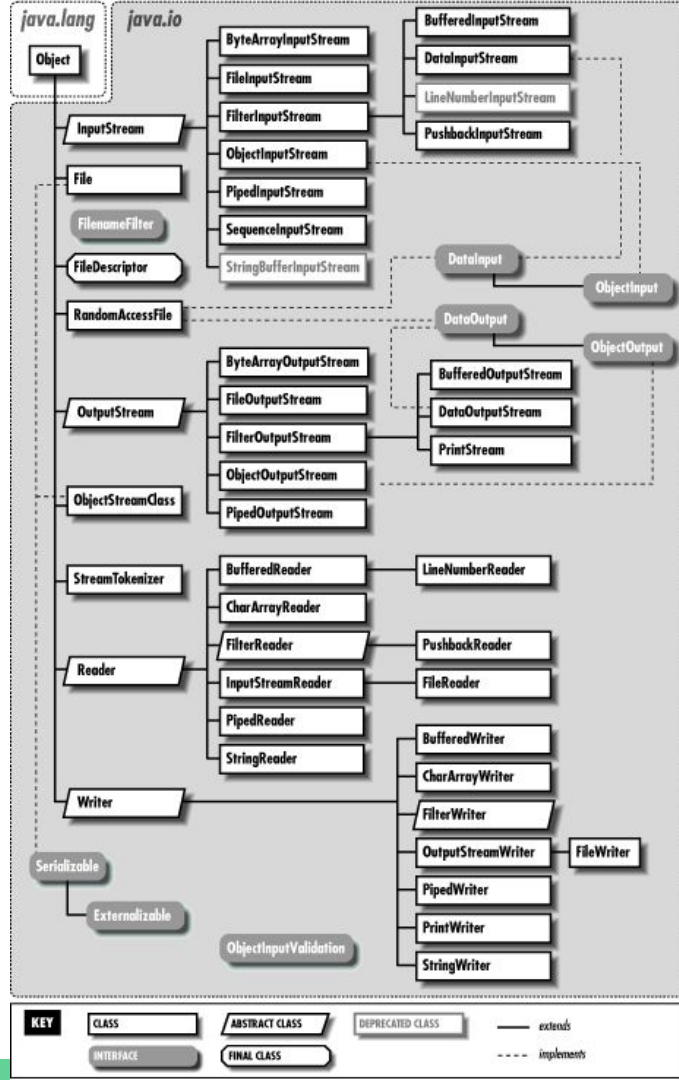 java.lang
java.io
Object
InputStream
File
FilenameFilter
FileDescriptor
RandomAccessFile
OutputStream
ObjectStreamClass
StreamTokenizer
Reader
Writer
Serializable
Externalizable
ByteArrayInputStream
FileInputStream
FilterInputStream
ObjectInputStream
PipedInputStream
SequenceInputStream
StringBufferInputStream
BufferedInputStream
DataInputStream
LineNumberInputStream
PushbackInputStream
DataInput
ObjectInput
DataOutput
ObjectOutput
ByteArrayOutputStream
FileOutputStream
FilterOutputStream
ObjectOutputStream
PipedOutputStream
BufferedOutputStream
DataOutputStream
PrintStream
BufferedReader
CharArrayReader
FilterReader
InputStreamReader
PipedReader
StringReader
LineNumberReader
PushbackReader
FileReader
BufferedWriter
CharArrayWriter
FilterWriter
OutputStreamWriter
PipedWriter
PrintWriter
StringWriter
FileWriter
ObjectInputValidation
KEY
CLASS
ABSTRACT CLASS
DEPRECATED CLASS
extends
INTERFACE
FINAL CLASS
implements